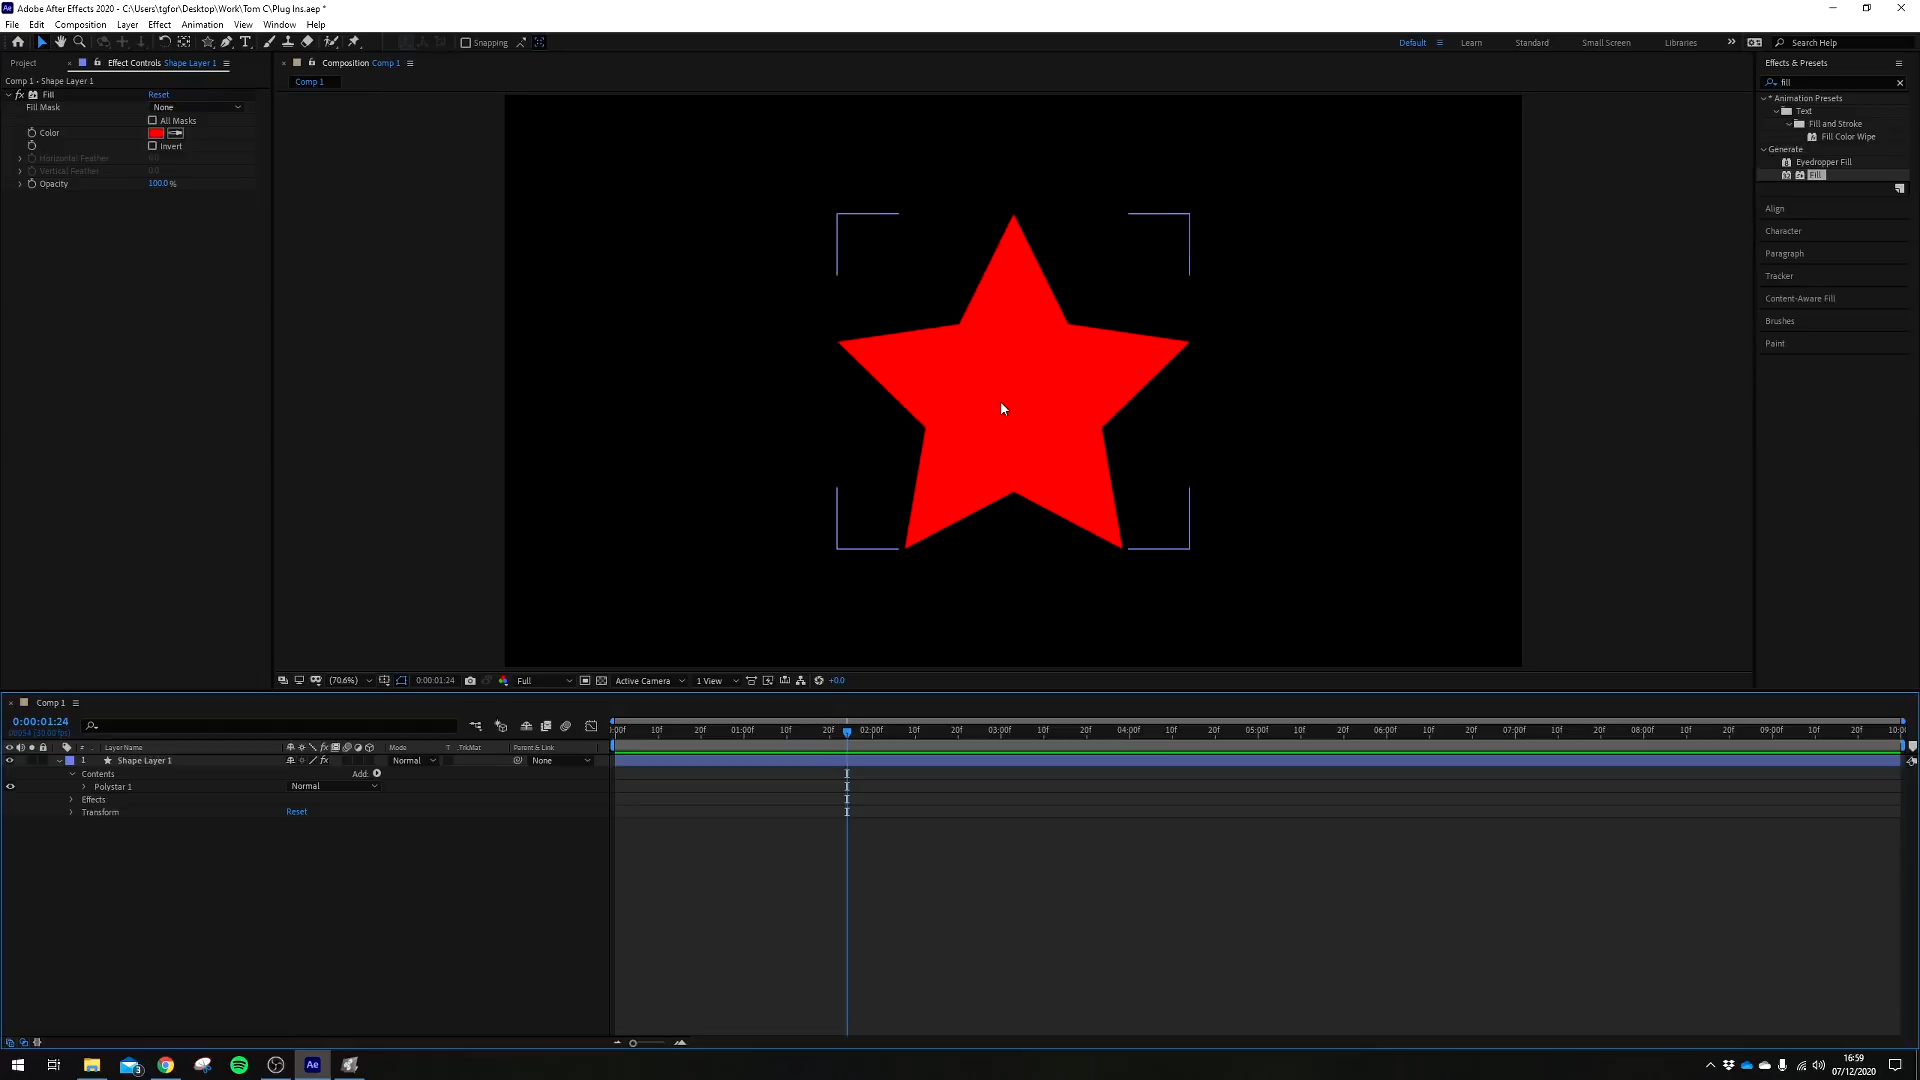 Adobe After Effects 2020 - C:\Users\tgfor\Desktop\Work\Tom C\Plug Ins.aep *
File Edit Composition Layer Effect Animation View Window Help
Snapping
Default Learn Standard Small Screen Libraries Search Help
Project Effect Controls Shape Layer 1
Comp 1 • Shape Layer 1
fx Fill Reset
Fill Mask None
All Masks
Color
Invert
Horizontal Feather 0.0
Vertical Feather 0.0
Opacity 100.0 %
Composition Comp 1
Comp 1
Effects & Presets
fill
* Animation Presets
Text
Fill and Stroke
Fill Color Wipe
Generate
Eyedropper Fill
Fill
Align
Character
Paragraph
Tracker
Content-Aware Fill
Brushes
Paint
(70.6%) 0:00:01:24 Full Active Camera 1 View +0.0
Comp 1
0:00:01:24
00054 (30.00 fps)
:00f 10f 20f 01:00f 10f 20f 02:00f 10f 20f 03:00f 10f 20f 04:00f 10f 20f 05:00f 10f 20f 06:00f 10f 20f 07:00f 10f 20f 08:00f 10f 20f 09:00f 10f 20f 10:00
# Layer Name Mode T .TrkMat Parent & Link
1 Shape Layer 1 Normal None
Contents Add:
Polystar 1 Normal
Effects
Transform Reset
3
Ae
16:59
07/12/2020